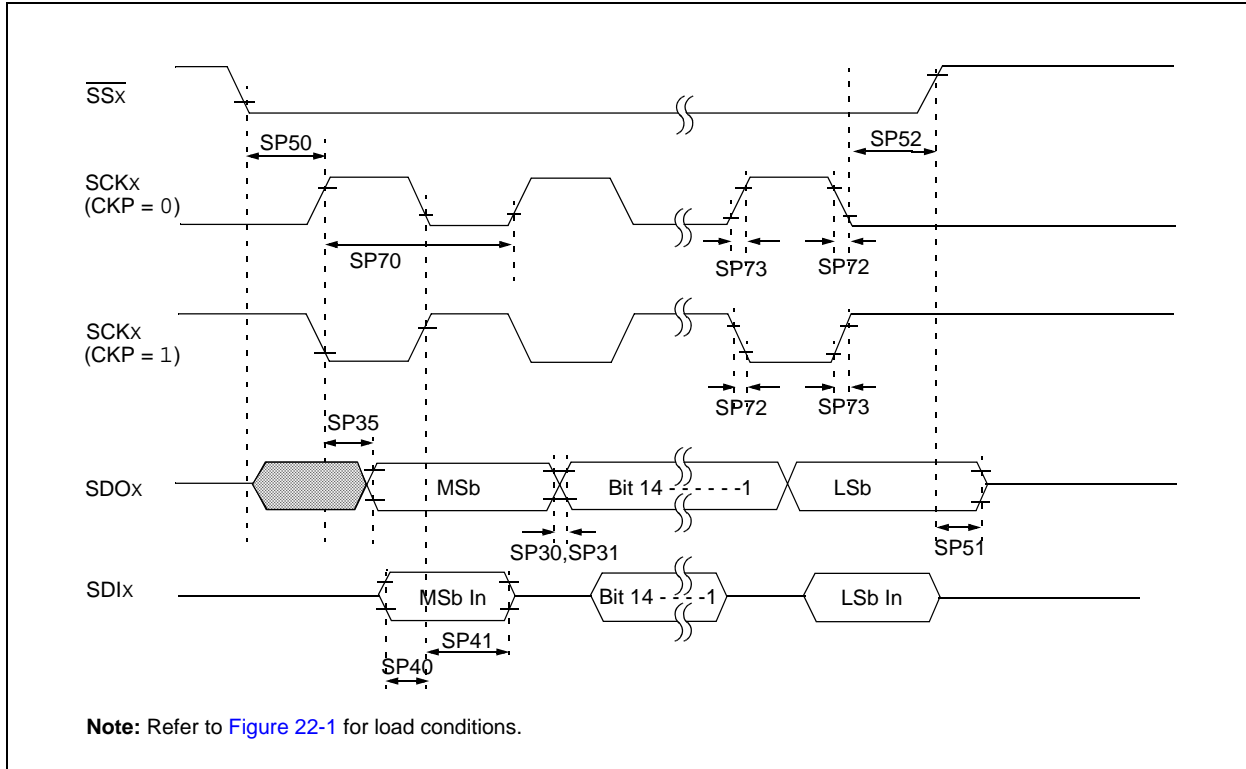 SSX
SP50
SP52
SCKX
(CKP = 0)
SP70
SP73
SP72
SCKX
(CKP = 1)
SP72
SP73
SP35
SDOX
MSb
Bit 14 - - - - - -1
LSb
SP30,SP31
SP51
SDIX
MSb In
Bit 14 - - - -1
LSb In
SP41
SP40
Note: Refer to Figure 22-1 for load conditions.